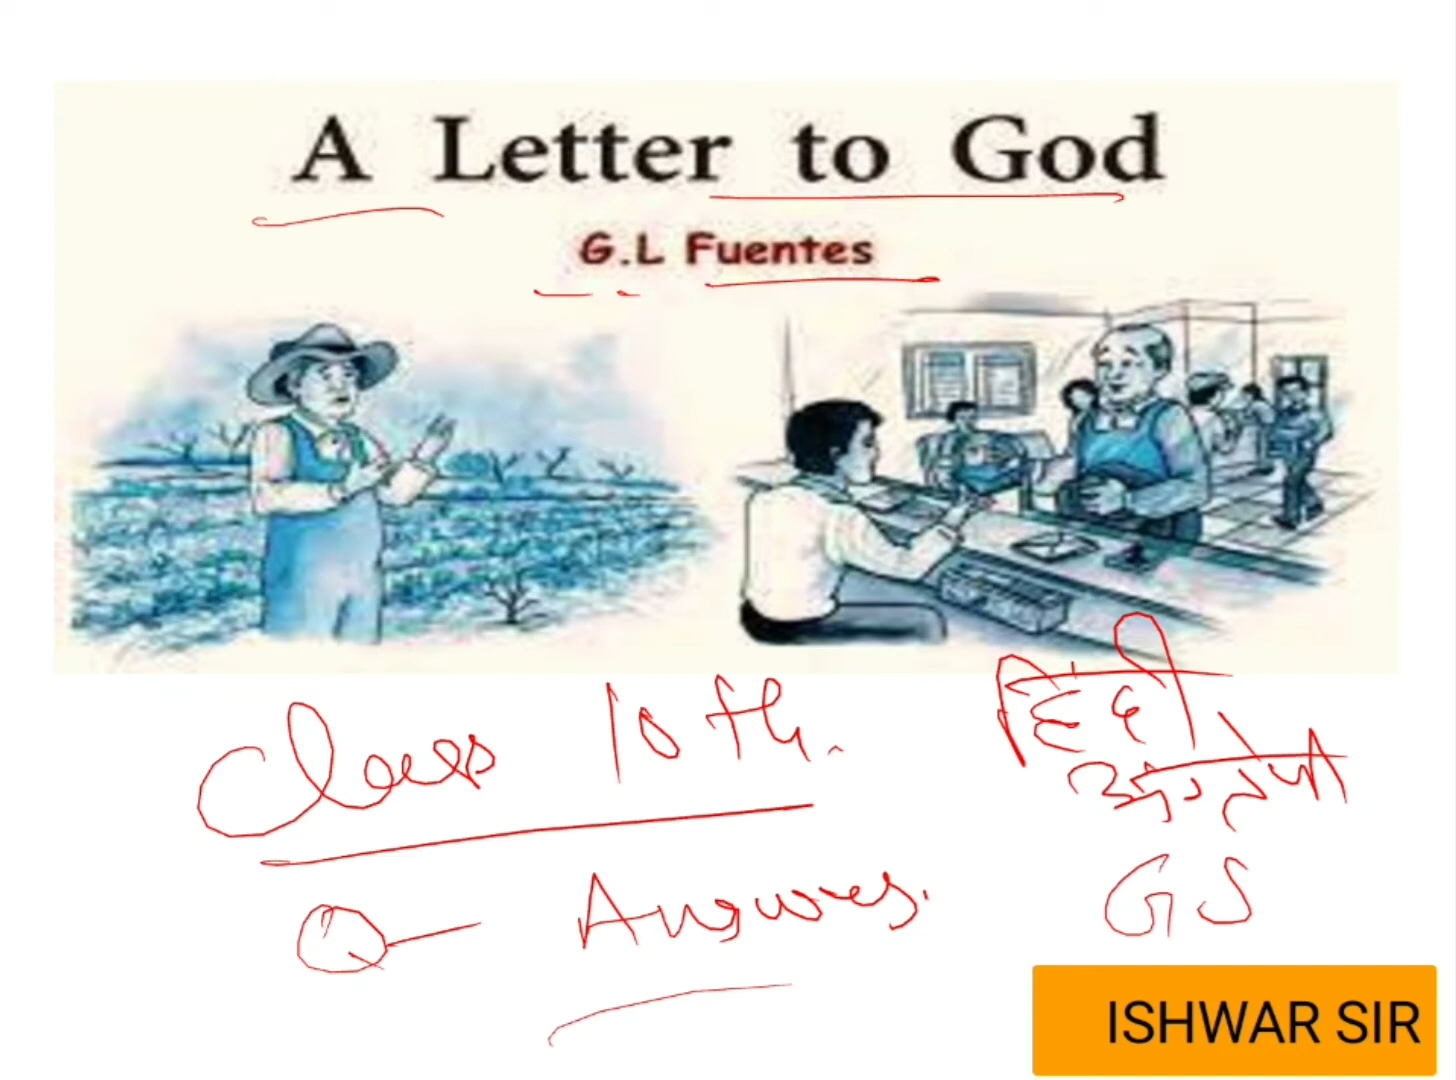 A Letter to God
G.L Fuentes
Class 10th.
हिंदी
Q- Answers.
GS
ISHWAR SIR